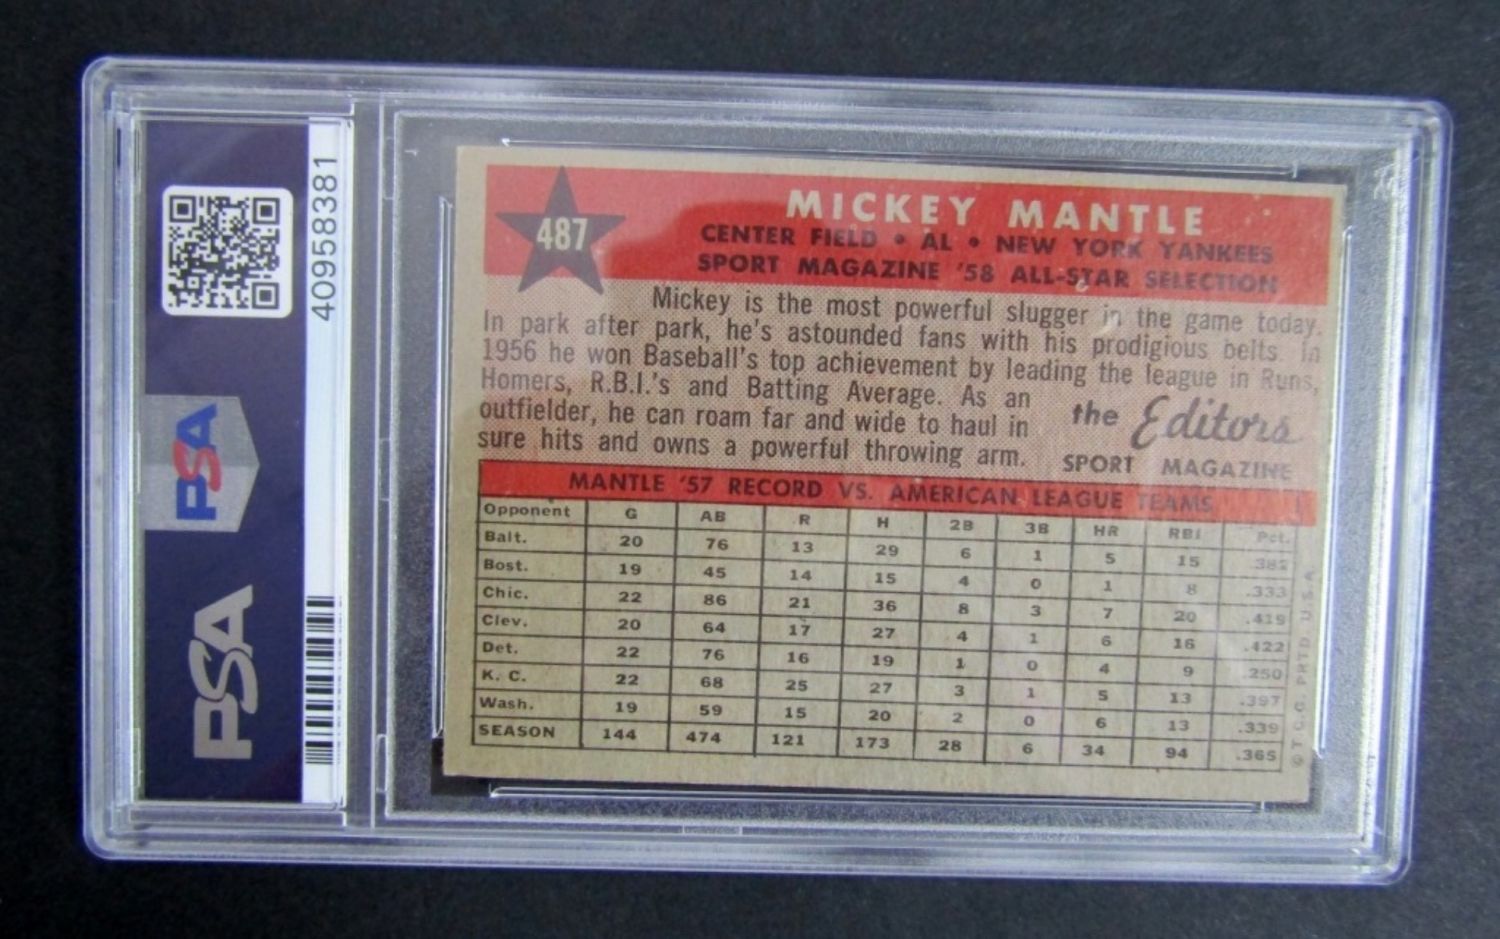 40958381
PSA
PSA
487
MICKEY MANTLE
CENTER FIELD • AL • NEW YORK YANKEES
SPORT MAGAZINE '58 ALL-STAR SELECTION
Mickey is the most powerful slugger in the game today.
In park after park, he's astounded fans with his prodigious belts. In
1956 he won Baseball's top achievement by leading the league in Runs,
Homers, R.B.I.'s and Batting Average. As an
outfielder, he can roam far and wide to haul in
sure hits and owns a powerful throwing arm.
the Editors
SPORT MAGAZINE
MANTLE '57 RECORD VS. AMERICAN LEAGUE TEAMS
Opponent G AB R H 2B 3B HR RBI Pct.
Balt. 20 76 13 29 6 1 5 15
Bost. 19 45 14 15 4 0 1 8 .333
Chic. 22 86 21 36 8 3 7 20 .419
Clev. 20 64 17 27 4 1 6 16 .422
Det. 22 76 16 19 1 0 4 9 .250
K. C. 22 68 25 27 3 1 5 13 .397
Wash. 19 59 15 20 2 0 6 13 .339
SEASON 144 474 121 173 28 6 34 94 .365
© T.C.G. PRTD. U.S.A.